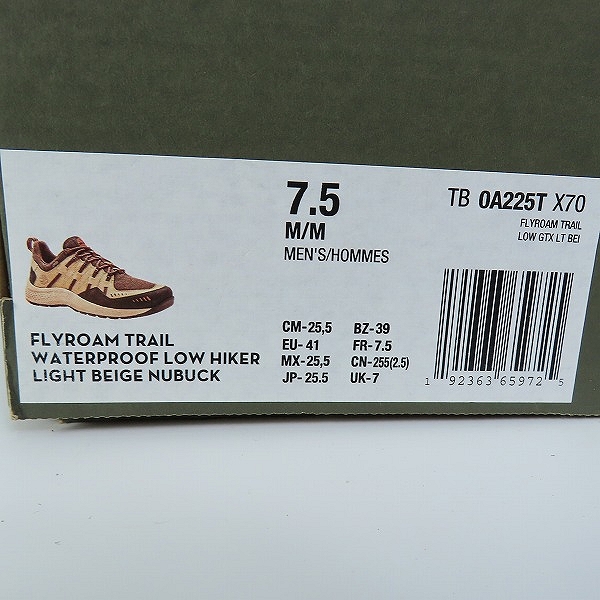 7.5
M/M
MEN'S/HOMMES
TB 0A225T X70
FLYROAM TRAIL
LOW GTX LT BEI
FLYROAM TRAIL
WATERPROOF LOW HIKER
LIGHT BEIGE NUBUCK
CM-25,5 BZ-39
EU- 41 FR-7.5
MX-25,5 CN-255(2.5)
JP- 25.5 UK-7
1 92363 65972 5